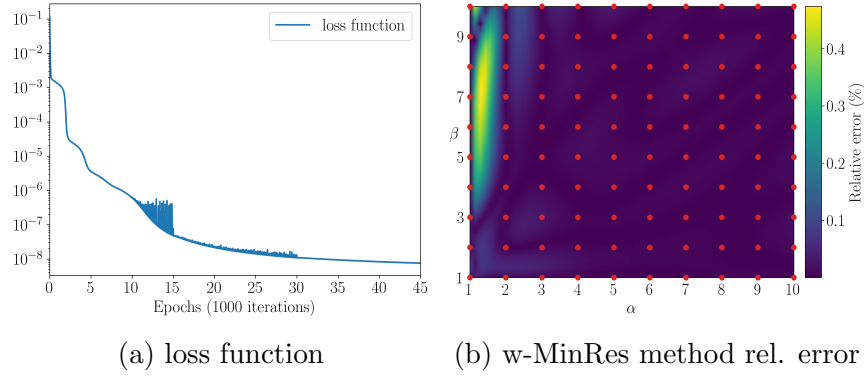 10⁻¹
10⁻²
10⁻³
10⁻⁴
10⁻⁵
10⁻⁶
10⁻⁷
10⁻⁸
loss function
0 5 10 15 20 25 30 35 40 45
Epochs (1000 iterations)
9
7
β
5
3
1
1 2 3 4 5 6 7 8 9 10
α
0.4
0.3
0.2
0.1
Relative error (%)
(a) loss function
(b) w-MinRes method rel. error